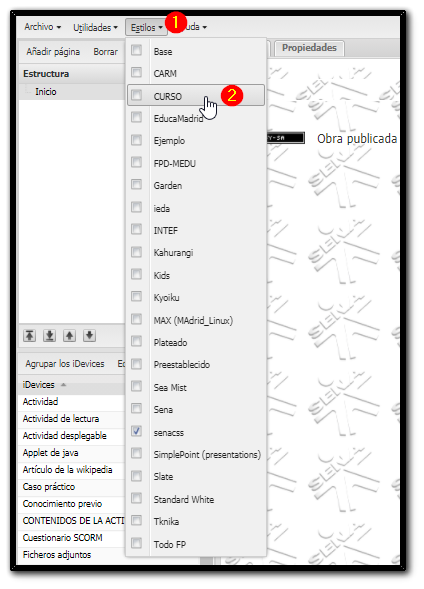 Archivo Utilidades Estilos 1 uda
Añadir página Borrar Propiedades
Estructura
Inicio
Base
CARM
CURSO 2
EducaMadrid
Ejemplo
FPD-MEDU
Garden
ieda
INTEF
Kahurangi
Kids
Kyoiku
MAX (MAdrid_Linux)
Plateado
Preestablecido
Sea Mist
Sena
senacss
SimplePoint (presentations)
Slate
Standard White
Tknika
Todo FP
Y-SA Obra publicada
Agrupar los iDevices Ec
iDevices
Actividad
Actividad de lectura
Actividad desplegable
Applet de java
Artículo de la wikipedia
Caso práctico
Conocimiento previo
CONTENIDOS DE LA ACTI
Cuestionario SCORM
Ficheros adjuntos
SENA